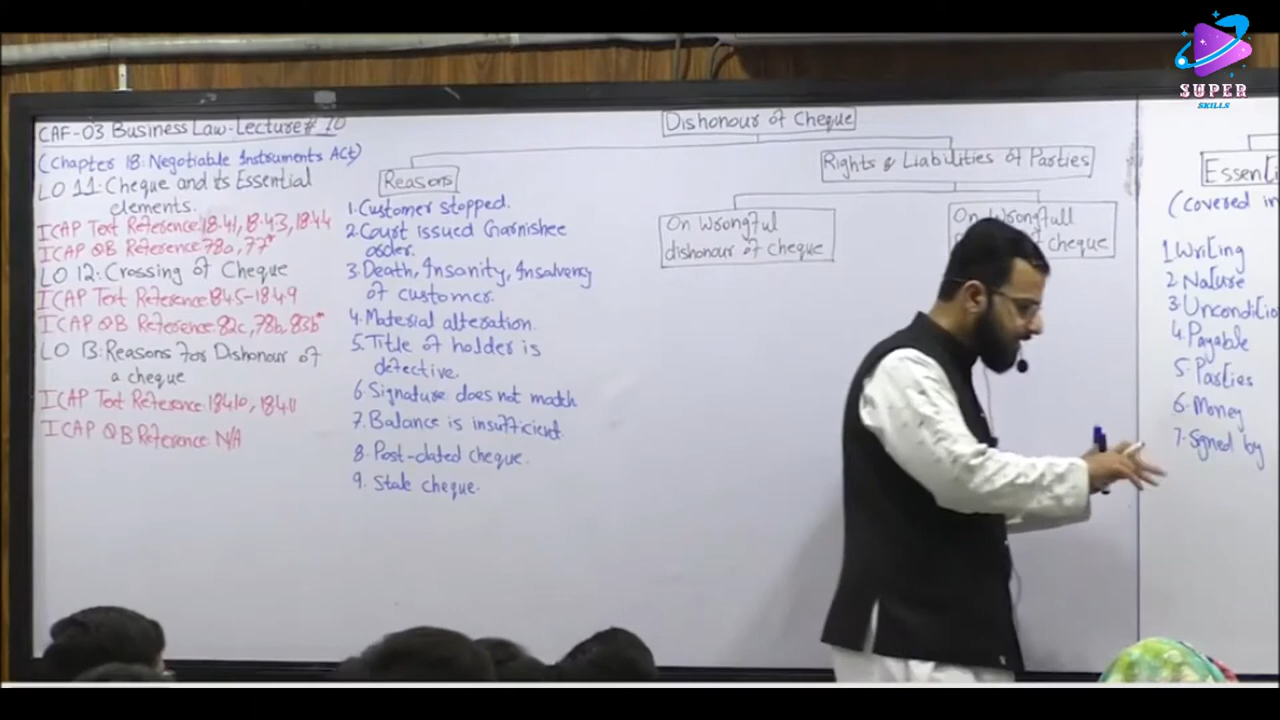 SUPER
SKILLS
CAF-03 Business Law-Lecture# 10
(Chapter 18: Negotiable Instruments Act)
LO 11: Cheque and its Essential
elements.
ICAP Text Reference: 18.41, 18.43, 18.44
ICAP QB Reference: 78a, 77*
LO 12: Crossing of Cheque
ICAP Text Reference: 18.45-18.49
ICAP QB Reference: 82c, 78b, 83b*
LO 13: Reasons for Dishonour of
a cheque
ICAP Text Reference: 18.410, 18.411
ICAP QB Reference: N/A
Dishonour of Cheque
Reasons
1. Customer stopped.
2. Court issued Garnishee
order.
3. Death, Insanity, Insolvency
of customer.
4. Material alteration.
5. Title of holder is
defective.
6. Signature does not match
7. Balance is insufficient.
8. Post-dated cheque.
9. Stale cheque.
Rights & Liabilities of Parties
On Wrongful
dishonour of cheque
On Wrongfull
of cheque
Essenti
(covered in
1. Writing
2. Nature
3. Unconditio
4. Payable
5. Parties
6. Money
7. Signed by